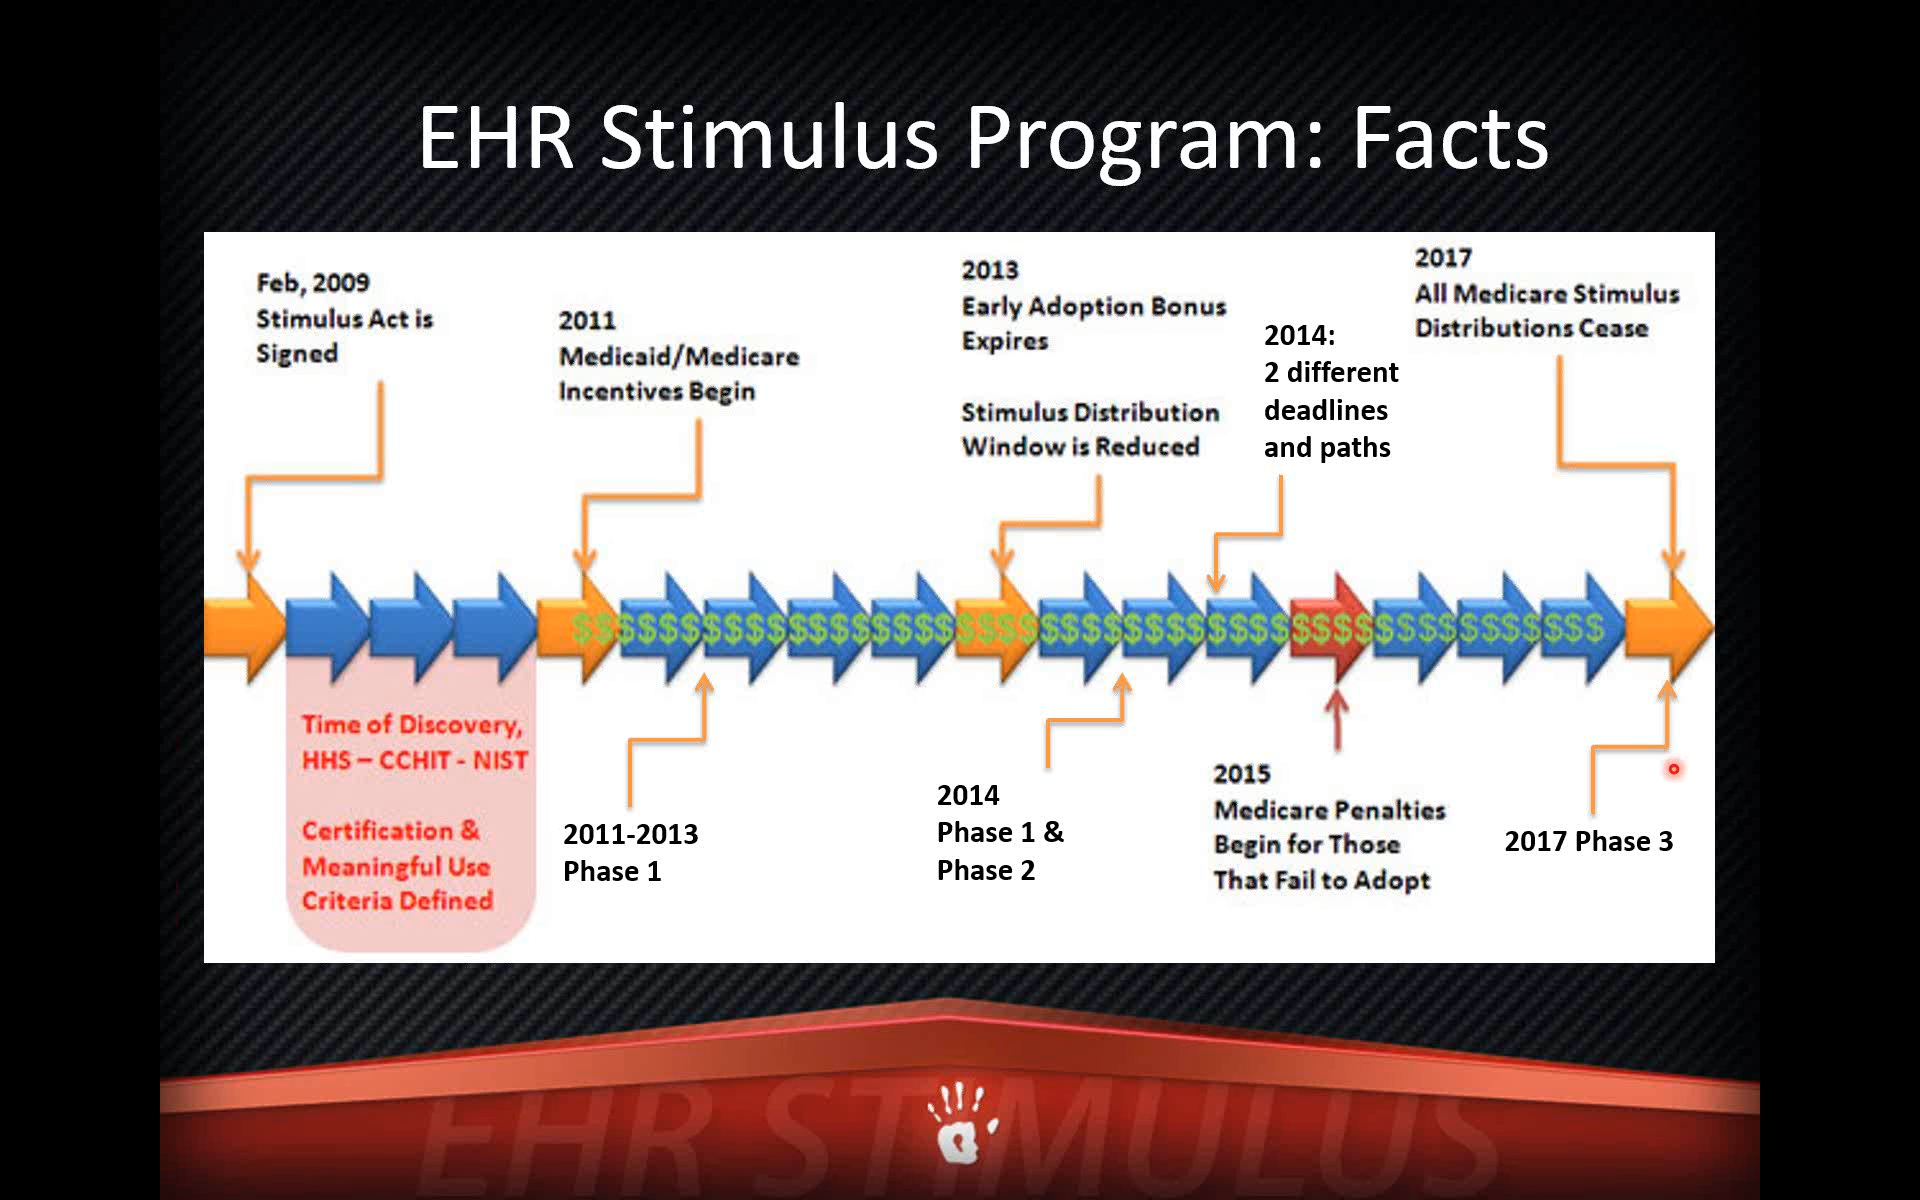 EHR Stimulus Program: Facts
Feb, 2009
Stimulus Act is
Signed
2011
Medicaid/Medicare
Incentives Begin
2013
Early Adoption Bonus
Expires
Stimulus Distribution
Window is Reduced
2014:
2 different
deadlines
and paths
2017
All Medicare Stimulus
Distributions Cease
$$$$$$$$$$$$$$$$$$$$$$$$$$$$$$$$$$$$$$$$$$$$$$$$$
Time of Discovery,
HHS – CCHIT - NIST
Certification &
Meaningful Use
Criteria Defined
2011-2013
Phase 1
2014
Phase 1 &
Phase 2
2015
Medicare Penalties
Begin for Those
That Fail to Adopt
2017 Phase 3
EHR STIMULUS